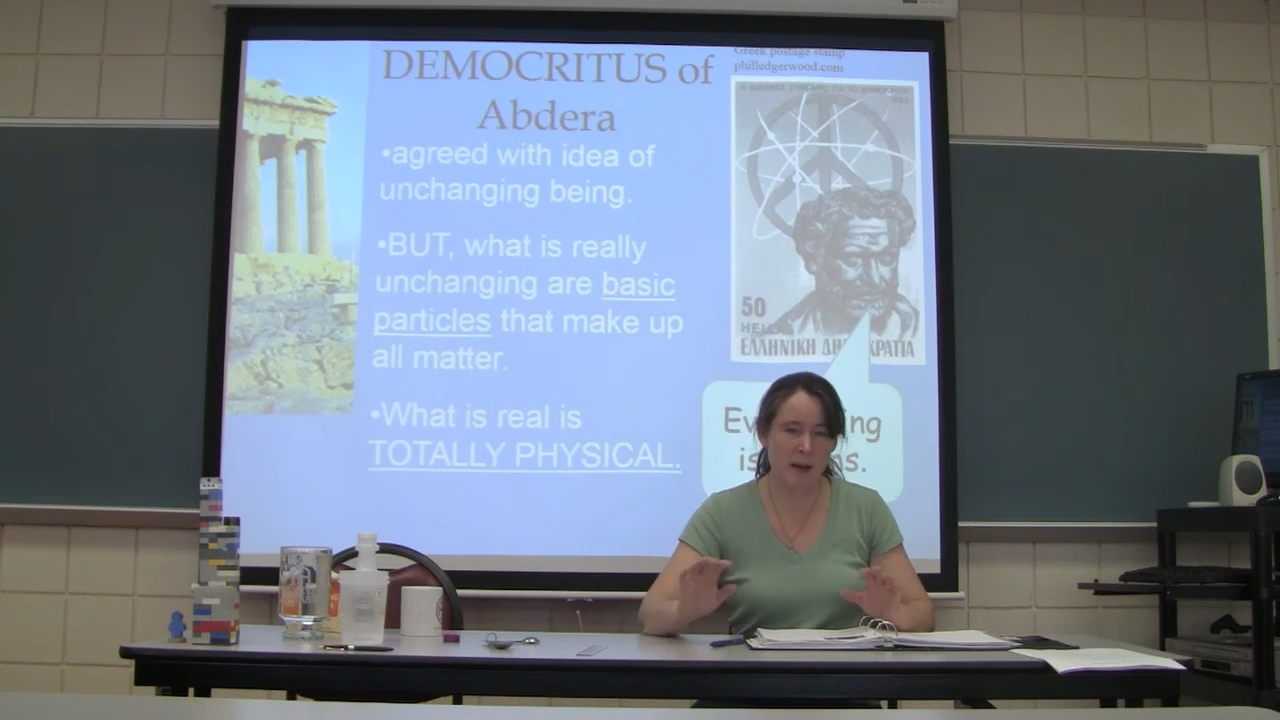 DEMOCRITUS of
Abdera
•agreed with idea of
unchanging being.
•BUT, what is really
unchanging are basic
particles that make up
all matter.
•What is real is
TOTALLY PHYSICAL.
Greek postage stamp
philledgerwood.com
50
ΕΛΛΗΝΙΚΗ